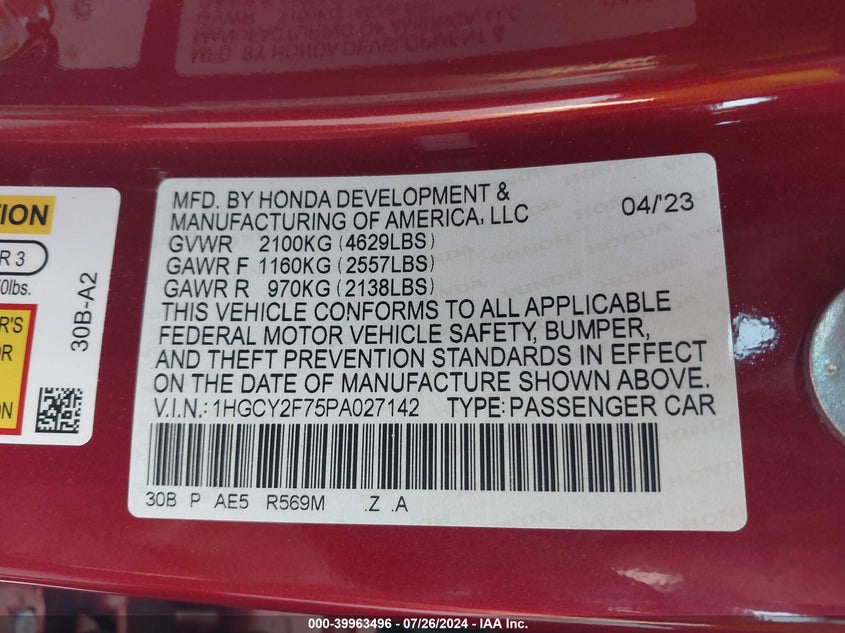 MFD. BY HONDA DEVELOPMENT &
MANUFACTURING OF AMERICA, LLC 04/'23
GVWR 2100KG (4629LBS)
GAWR F 1160KG (2557LBS)
GAWR R 970KG (2138LBS)
THIS VEHICLE CONFORMS TO ALL APPLICABLE
FEDERAL MOTOR VEHICLE SAFETY, BUMPER,
AND THEFT PREVENTION STANDARDS IN EFFECT
ON THE DATE OF MANUFACTURE SHOWN ABOVE.
V.I.N.: 1HGCY2F75PA027142 TYPE: PASSENGER CAR
30B P AE5 R569M .Z .A
R 3
lbs.
30B-A2
000-39963496 - 07/26/2024 - IAA Inc.